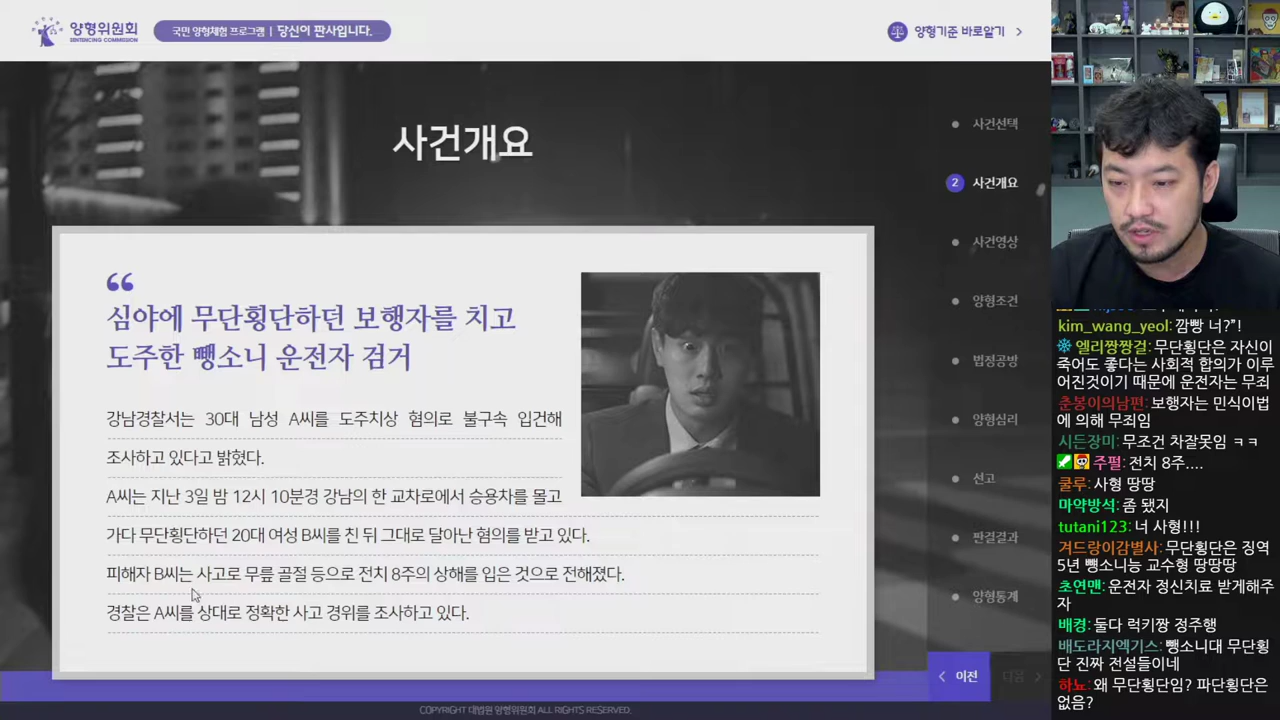 양형위원회
SENTENCING COMMISSION
국민 양형체험 프로그램 | 당신이 판사입니다.
양형기준 바로알기
사건개요
“
심야에 무단횡단하던 보행자를 치고
도주한 뺑소니 운전자 검거
강남경찰서는 30대 남성 A씨를 도주치상 혐의로 불구속 입건해
조사하고 있다고 밝혔다.
A씨는 지난 3일 밤 12시 10분경 강남의 한 교차로에서 승용차를 몰고
가다 무단횡단하던 20대 여성 B씨를 친 뒤 그대로 달아난 혐의를 받고 있다.
피해자 B씨는 사고로 무릎 골절 등으로 전치 8주의 상해를 입은 것으로 전해졌다.
경찰은 A씨를 상대로 정확한 사고 경위를 조사하고 있다.
사건선택
2 사건개요
사건영상
양형조건
법정공방
양형심리
선고
판결결과
양형통계
이전
다음
COPYRIGHT 대법원 양형위원회 ALL RIGHTS RESERVED.
kim_wang_yeol: 깜빵 너?"!
엘리짱짱걸: 무단횡단은 자신이
죽어도 좋다는 사회적 합의가 이루
어진것이기 때문에 운전자는 무죄
춘봉이의남편: 보행자는 민식이법
에 의해 무죄임
시든장미: 무조건 차잘못임 ㅋㅋ
주펄: 전치 8주....
쿨루: 사형 땅땅
마약방석: 좀 됐지
tutani123: 너 사형!!!
겨드랑이감별사: 무단횡단은 징역
5년 뺑소니능 교수형 땅땅땅
초연맨: 운전자 정신치료 받게해주
자
배경: 둘다 럭키짱 정주행
배도라지엑기스: 뺑소니대 무단횡
단 진짜 전설들이네
하뇨: 왜 무단횡단임? 파단횡단은
없음?